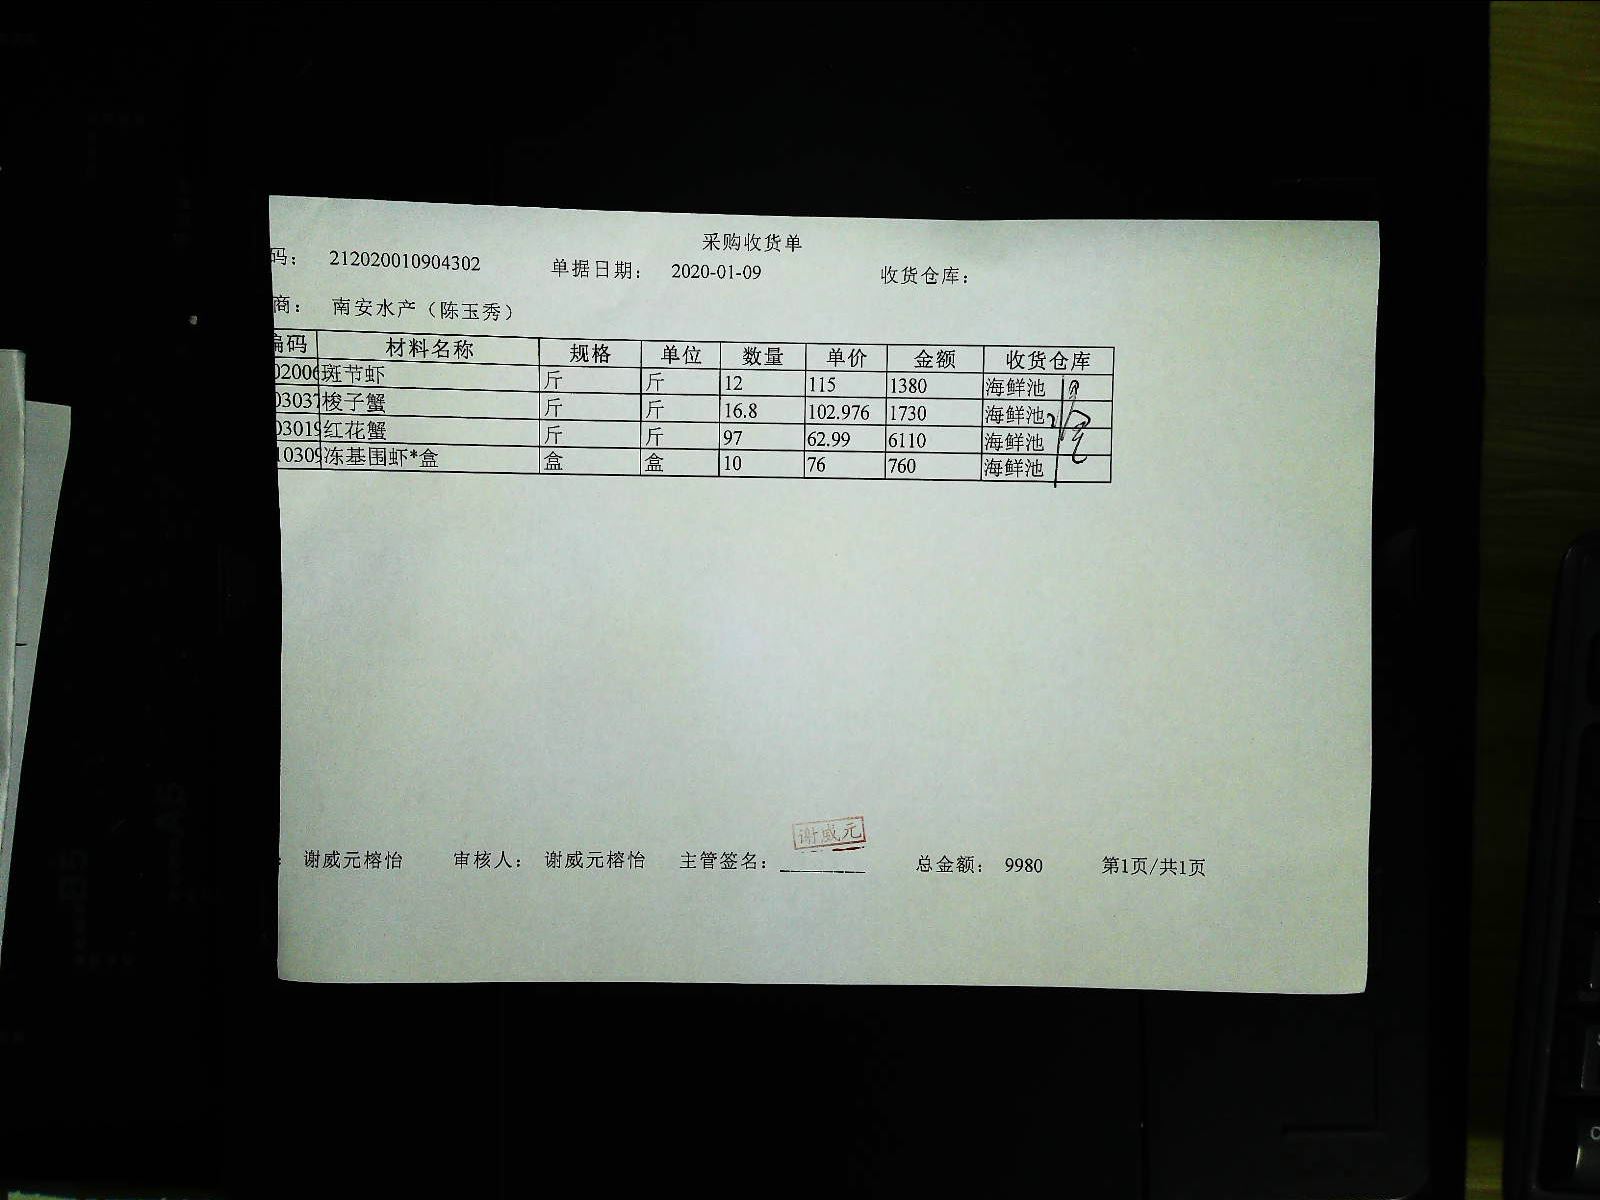 采购收货单
码： 212020010904302 单据日期： 2020-01-09 收货仓库：
商： 南安水产（陈玉秀）
编码 材料名称 规格 单位 数量 单价 金额 收货仓库
02006 斑节虾 斤 斤 12 115 1380 海鲜池
03037 梭子蟹 斤 斤 16.8 102.976 1730 海鲜池
03019 红花蟹 斤 斤 97 62.99 6110 海鲜池
10309 冻基围虾*盒 盒 盒 10 76 760 海鲜池
谢威元
： 谢威元榕怡 审核人： 谢威元榕怡 主管签名： 总金额： 9980 第1页/共1页
A5
B5